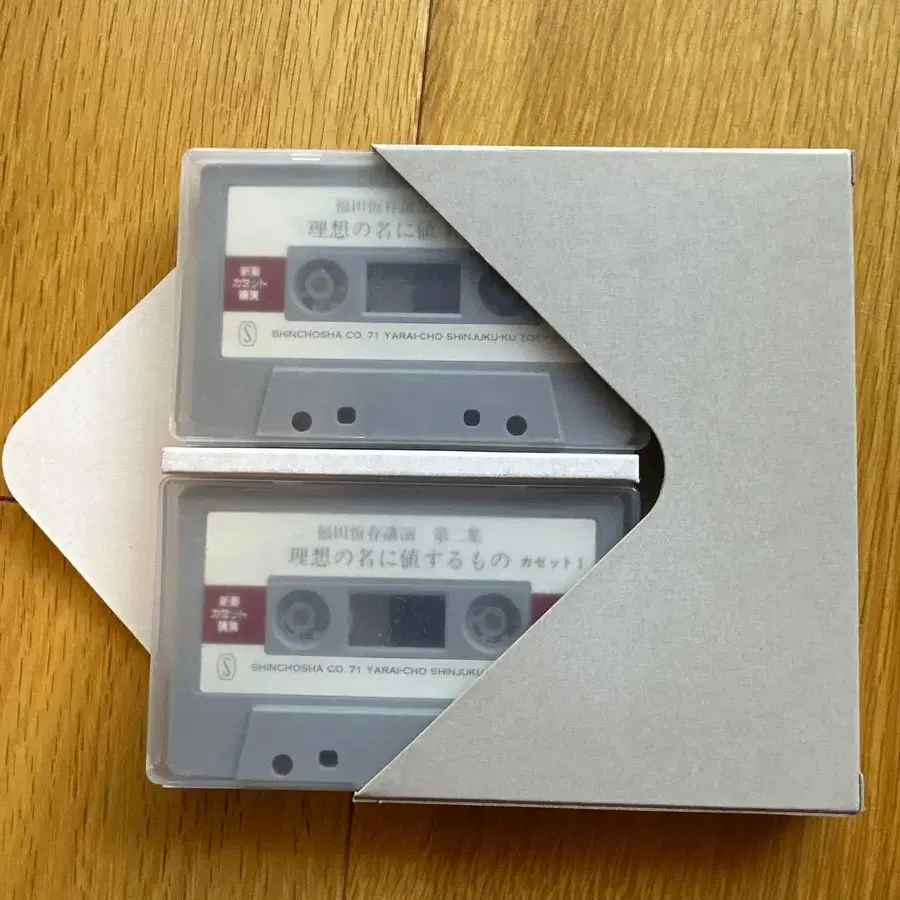 福田恆存講
理想の名に値
新潮
カセット
講演
SHINCHOSHA CO. 71 YARAI-CHO SHINJUKU-KU TOKY
福田恆存講演 第二集
理想の名に値するもの カセット1
新潮
カセット
講演
SHINCHOSHA CO. 71 YARAI-CHO SHINJUKU